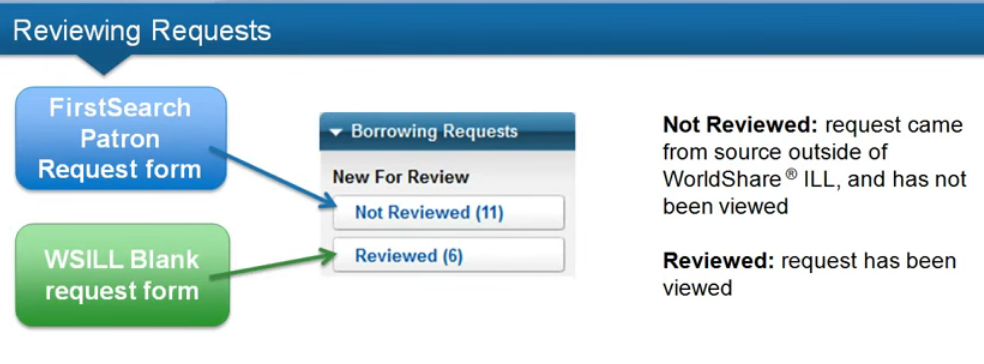 Reviewing Requests
FirstSearch
Patron
Request form
WSILL Blank
request form
Borrowing Requests
New For Review
Not Reviewed (11)
Reviewed (6)
Not Reviewed: request came
from source outside of
WorldShare® ILL, and has not
been viewed
Reviewed: request has been
viewed